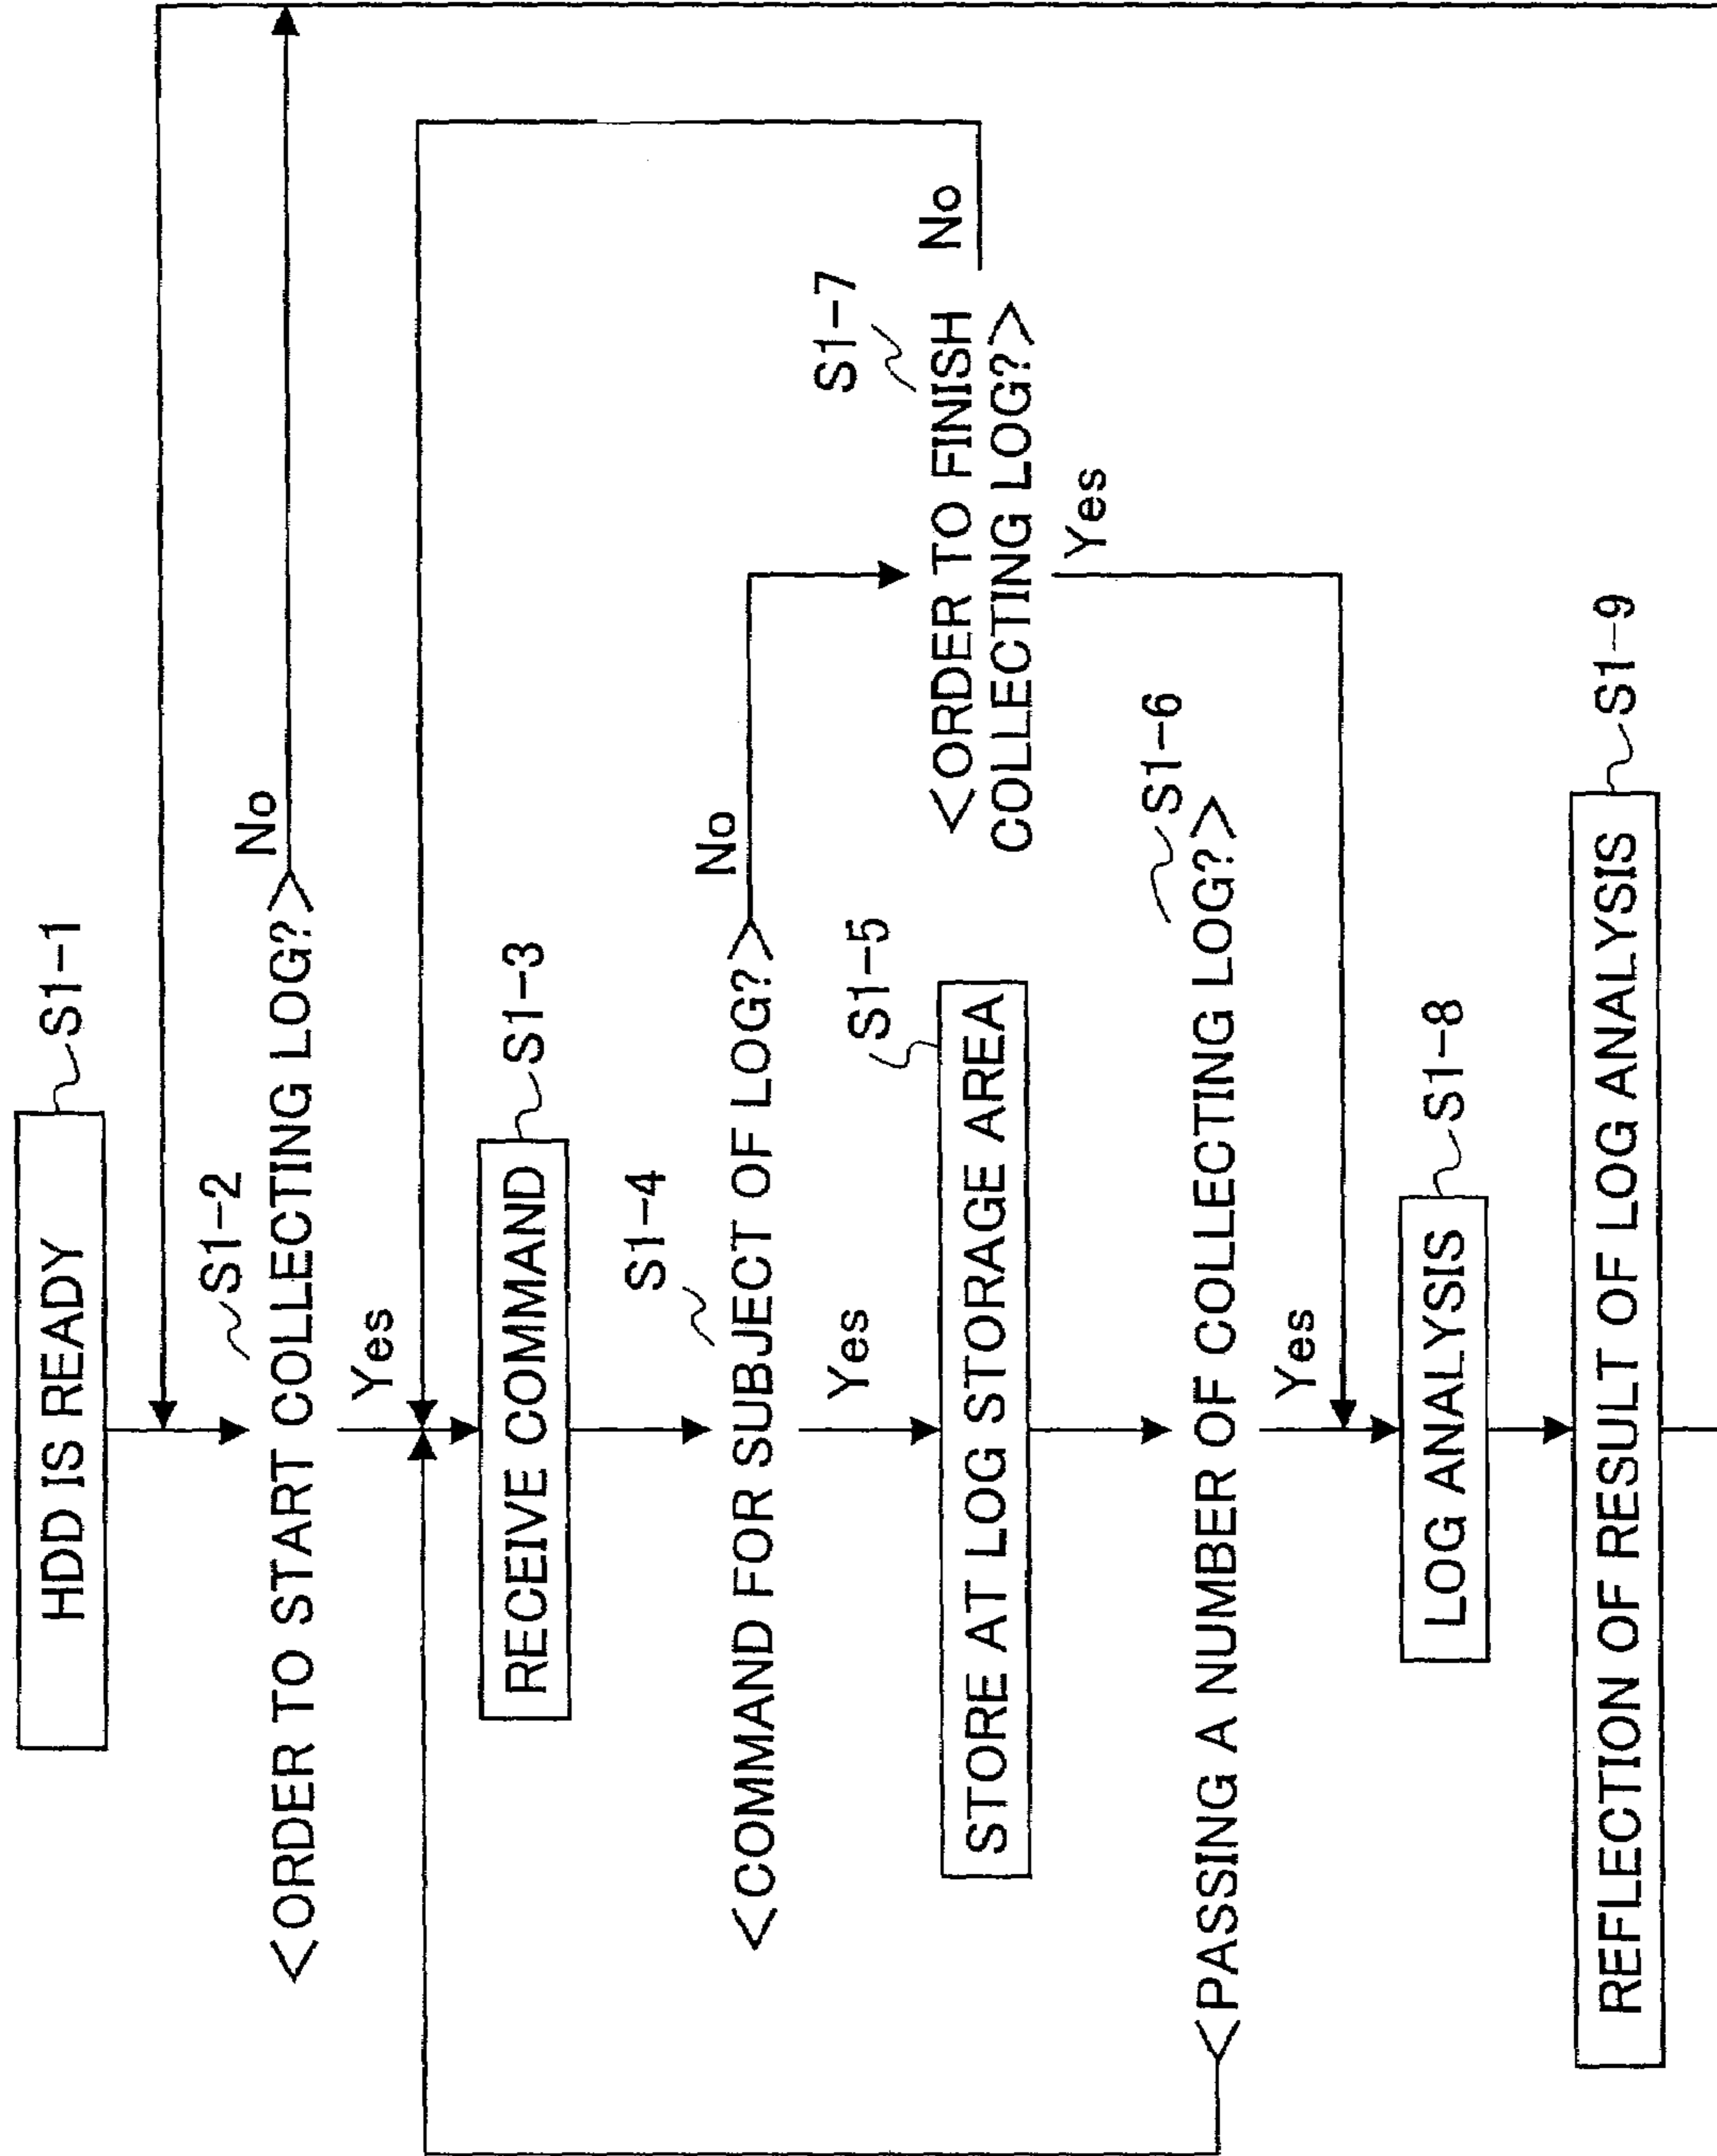 HDD IS READY
S1-1
S1-2
<ORDER TO START COLLECTING LOG?>
No
Yes
RECEIVE COMMAND
S1-3
S1-4
<COMMAND FOR SUBJECT OF LOG?>
No
Yes
S1-5
STORE AT LOG STORAGE AREA
S1-7
<ORDER TO FINISH
COLLECTING LOG?>
No
Yes
S1-6
<PASSING A NUMBER OF COLLECTING LOG?>
Yes
LOG ANALYSIS
S1-8
REFLECTION OF RESULT OF LOG ANALYSIS
S1-9